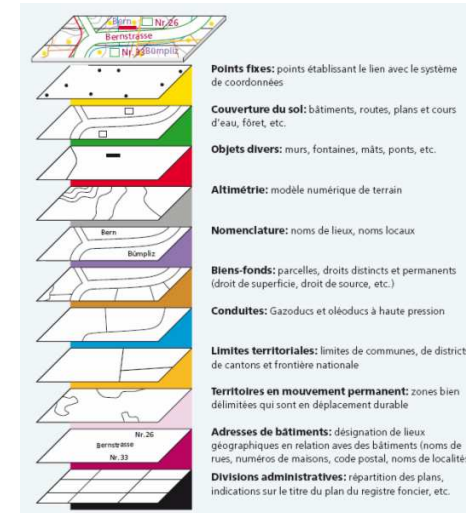 Bern Nr.26
Bernstrasse
Nr.33 Bümpliz
Points fixes: points établissant le lien avec le système
de coordonnées
Couverture du sol: bâtiments, routes, plans et cours
d'eau, fôret, etc.
Objets divers: murs, fontaines, mâts, ponts, etc.
Altimétrie: modèle numérique de terrain
Nomenclature: noms de lieux, noms locaux
Bern
Bümpliz
Biens-fonds: parcelles, droits distincts et permanents
(droit de superficie, droit de source, etc.)
Conduites: Gazoducs et oléoducs à haute pression
Limites territoriales: limites de communes, de districts
de cantons et frontière nationale
Territoires en mouvement permanent: zones bien
délimitées qui sont en déplacement durable
Nr.26
Bernstrasse
Nr.33
Adresses de bâtiments: désignation de lieux
géographiques en relation aves des bâtiments (noms de
rues, numéros de maisons, code postal, noms de localité
Divisions administratives: répartition des plans,
indications sur le titre du plan du registre foncier, etc.